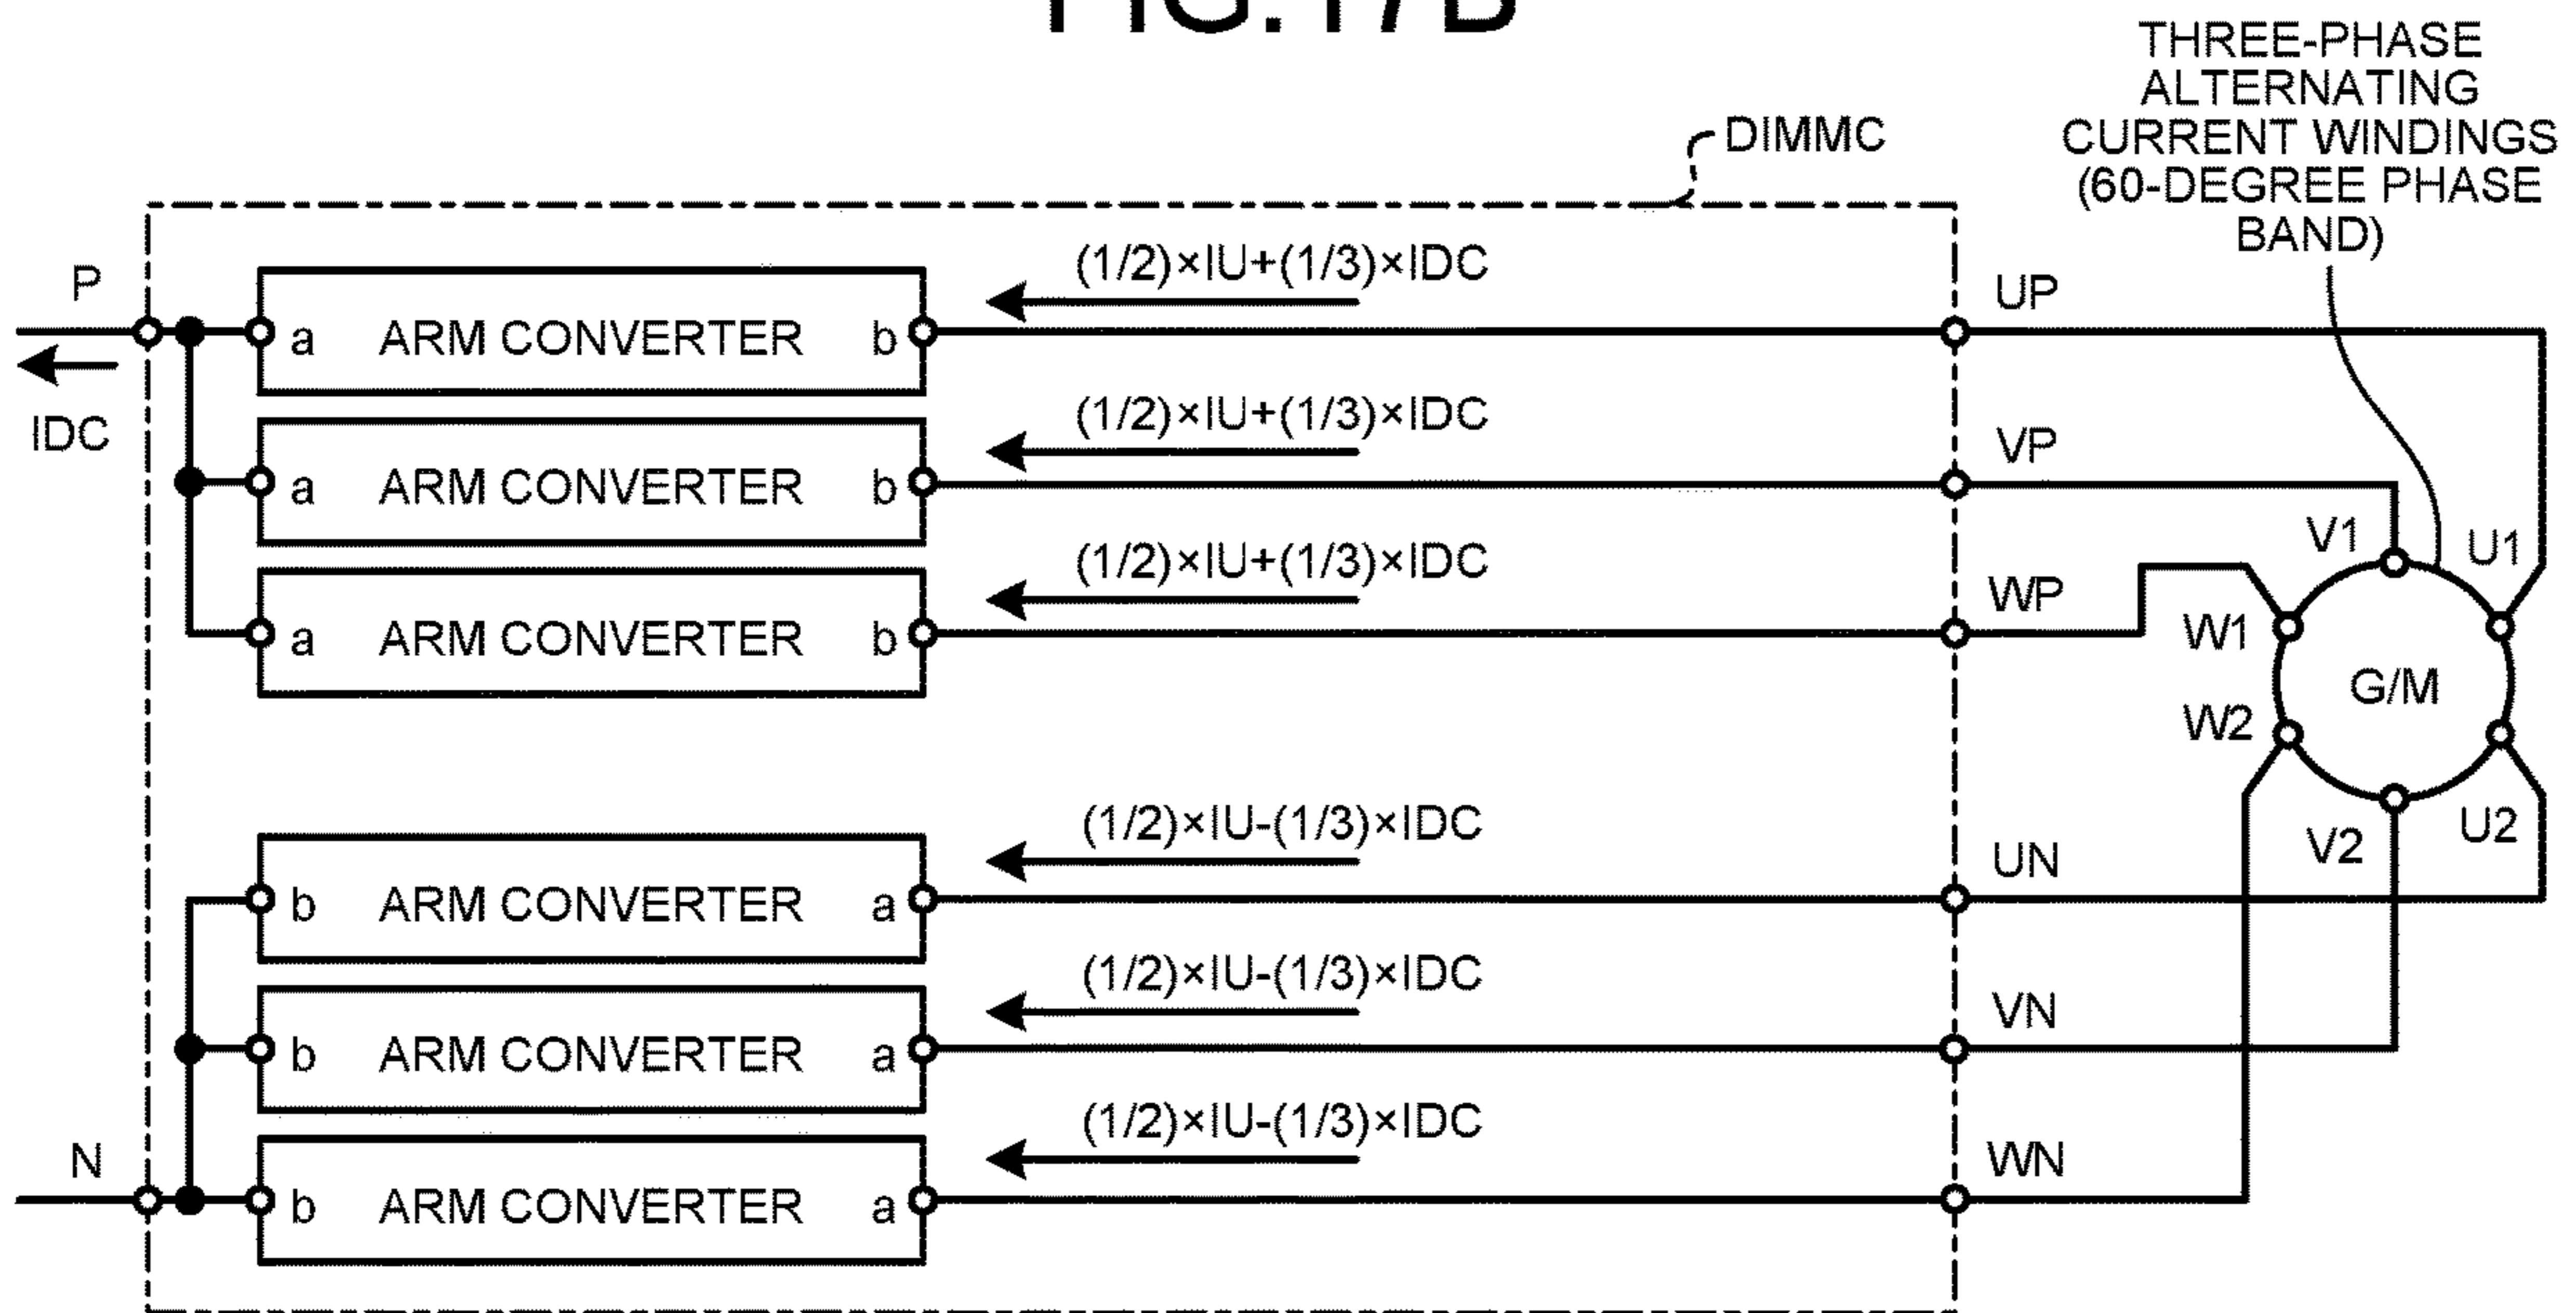 FIG.17B
THREE-PHASE
ALTERNATING
CURRENT WINDINGS
(60-DEGREE PHASE
BAND)
DIMMC
P
IDC
a ARM CONVERTER b
(1/2)×IU+(1/3)×IDC
UP
a ARM CONVERTER b
(1/2)×IU+(1/3)×IDC
VP
a ARM CONVERTER b
(1/2)×IU+(1/3)×IDC
WP
V1
U1
W1
G/M
W2
V2
U2
b ARM CONVERTER a
(1/2)×IU-(1/3)×IDC
UN
b ARM CONVERTER a
(1/2)×IU-(1/3)×IDC
VN
N
b ARM CONVERTER a
(1/2)×IU-(1/3)×IDC
WN